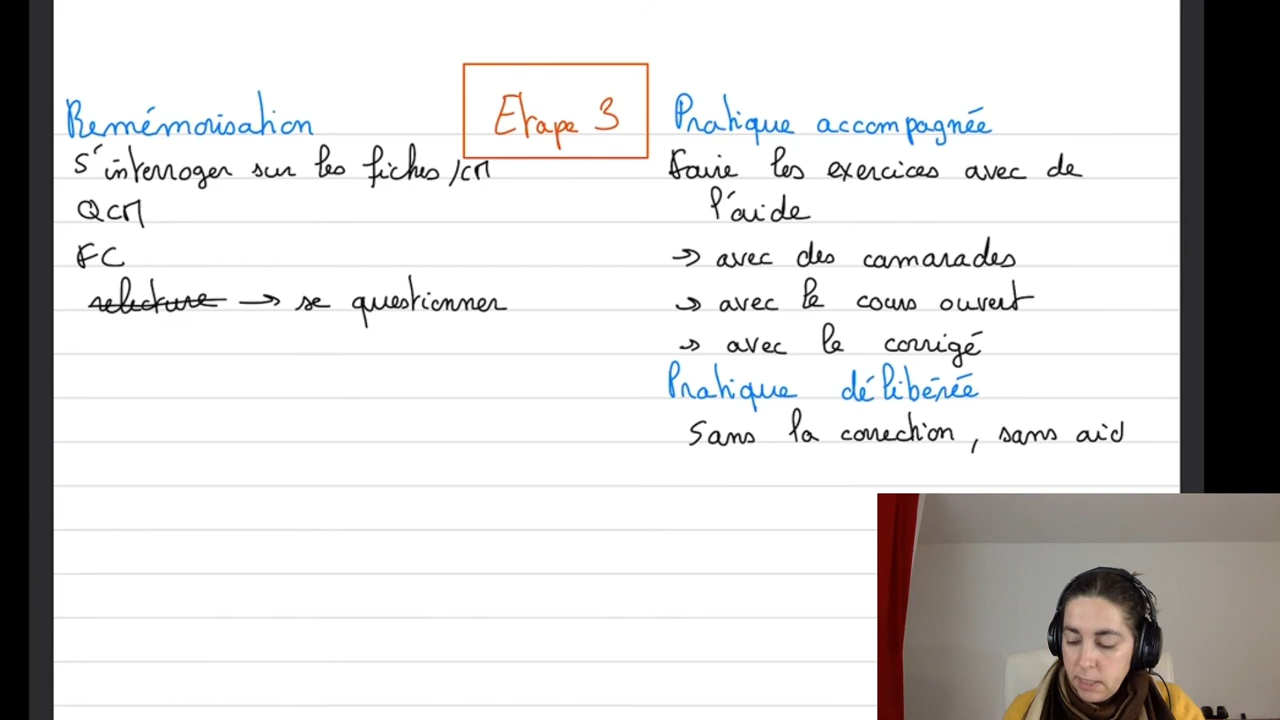 Etape 3
Remémorisation
S'interroger sur les fiches / CM
QCM
FC
relecture → se questionner
Pratique accompagnée
Faire les exercices avec de
l'aide
→ avec des camarades
→ avec le cours ouvert
→ avec le corrigé
Pratique délibérée
Sans la correction, sans aid